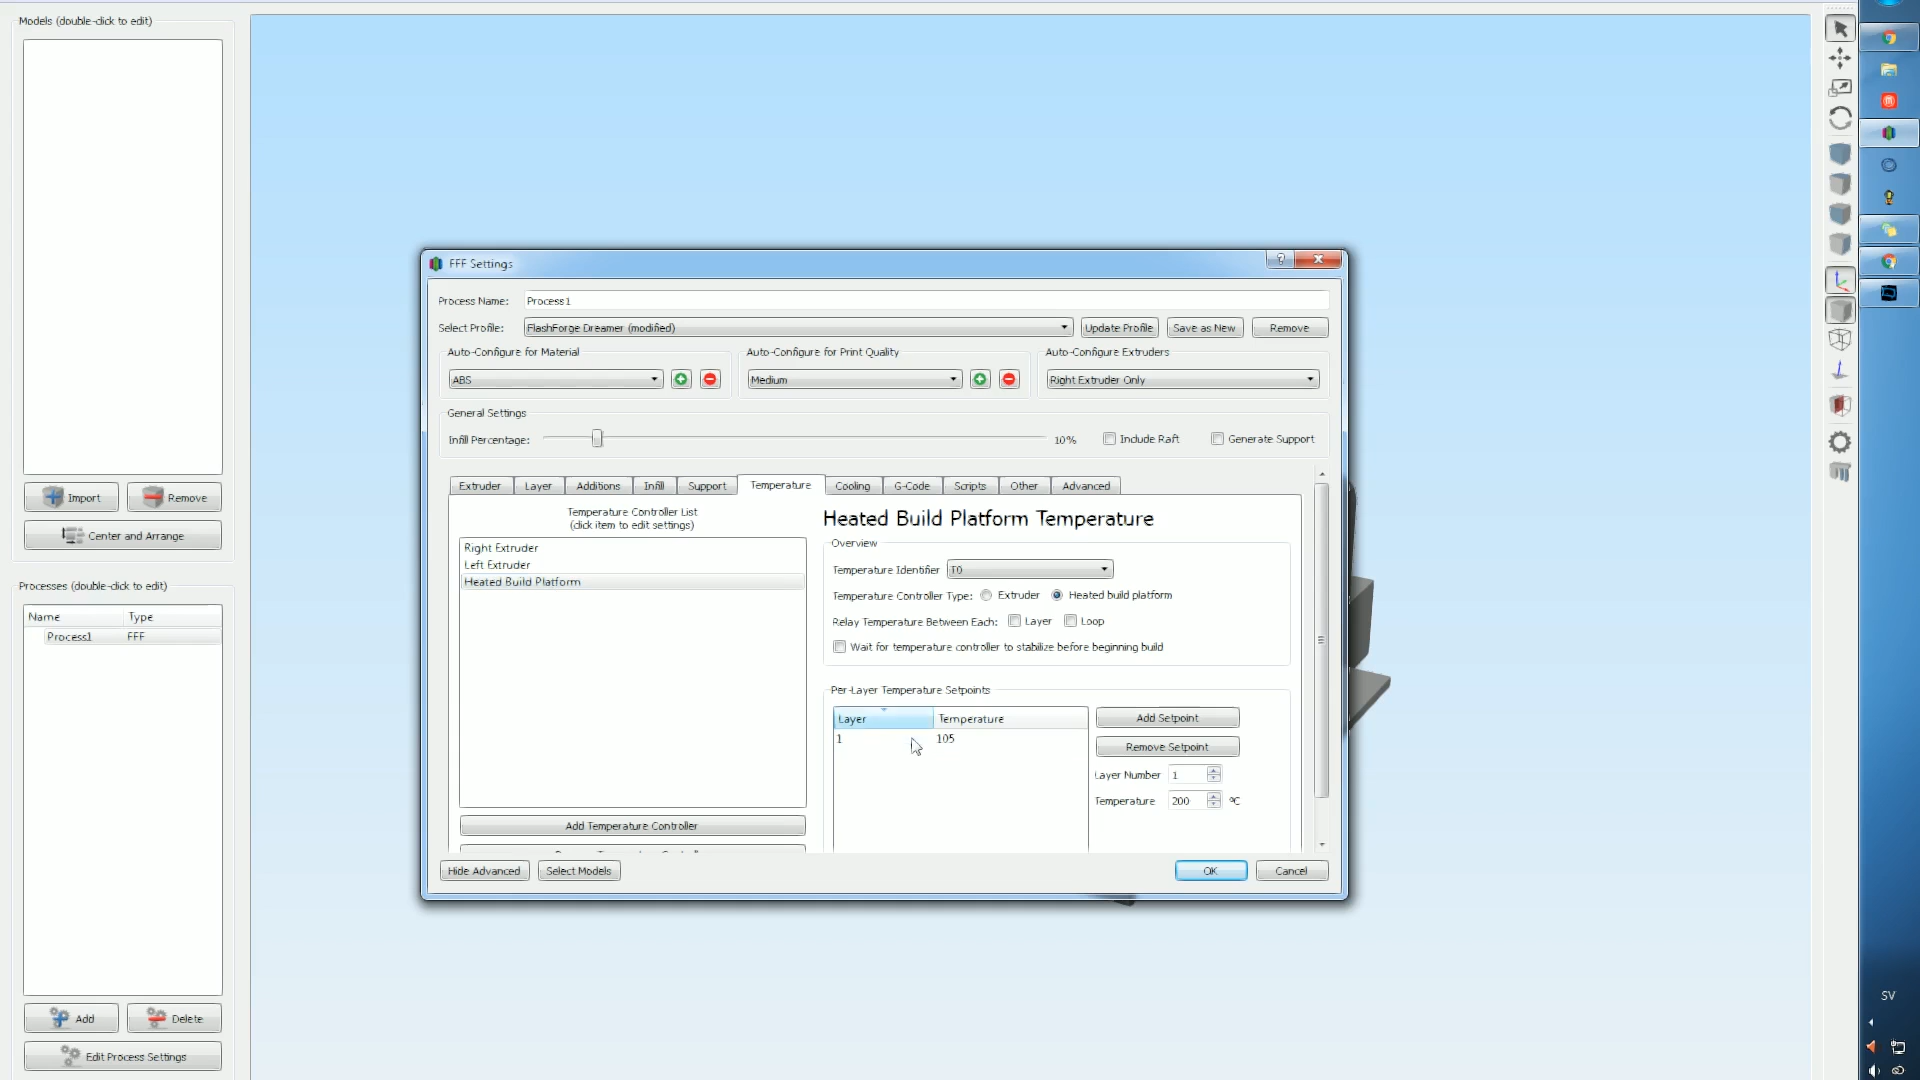 Models (double-click to edit)
Import
Remove
Center and Arrange
Processes (double-click to edit)
Name Type
Process1 FFF
Add
Delete
Edit Process Settings
FFF Settings
?
Process Name: Process1
Select Profile: FlashForge Dreamer (modified) Update Profile Save as New Remove
Auto-Configure for Material Auto-Configure for Print Quality Auto-Configure Extruders
ABS Medium Right Extruder Only
General Settings
Infill Percentage: 10% Include Raft Generate Support
Extruder Layer Additions Infill Support Temperature Cooling G-Code Scripts Other Advanced
Temperature Controller List
(click item to edit settings)
Right Extruder
Left Extruder
Heated Build Platform
Add Temperature Controller
Heated Build Platform Temperature
Overview
Temperature Identifier T0
Temperature Controller Type: Extruder Heated build platform
Relay Temperature Between Each: Layer Loop
Wait for temperature controller to stabilize before beginning build
Per-Layer Temperature Setpoints
Layer Temperature
1 105
Add Setpoint
Remove Setpoint
Layer Number 1
Temperature 200 ºC
Hide Advanced Select Models OK Cancel
SV